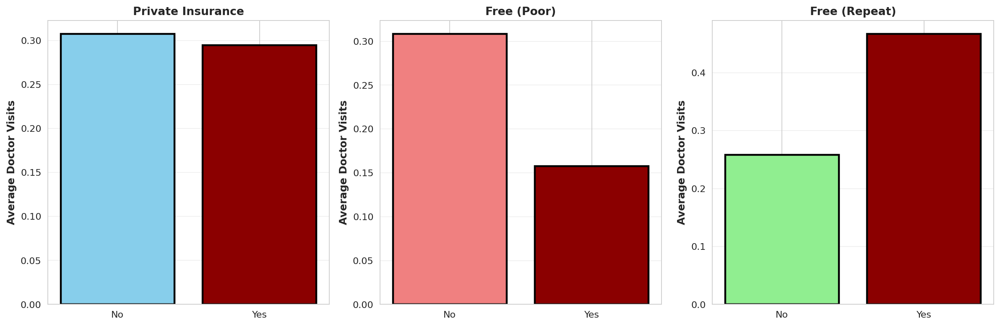 Private Insurance
Average Doctor Visits
0.30
0.25
0.20
0.15
0.10
0.05
0.00
No
Yes
Free (Poor)
Average Doctor Visits
0.30
0.25
0.20
0.15
0.10
0.05
0.00
No
Yes
Free (Repeat)
Average Doctor Visits
0.4
0.3
0.2
0.1
0.0
No
Yes